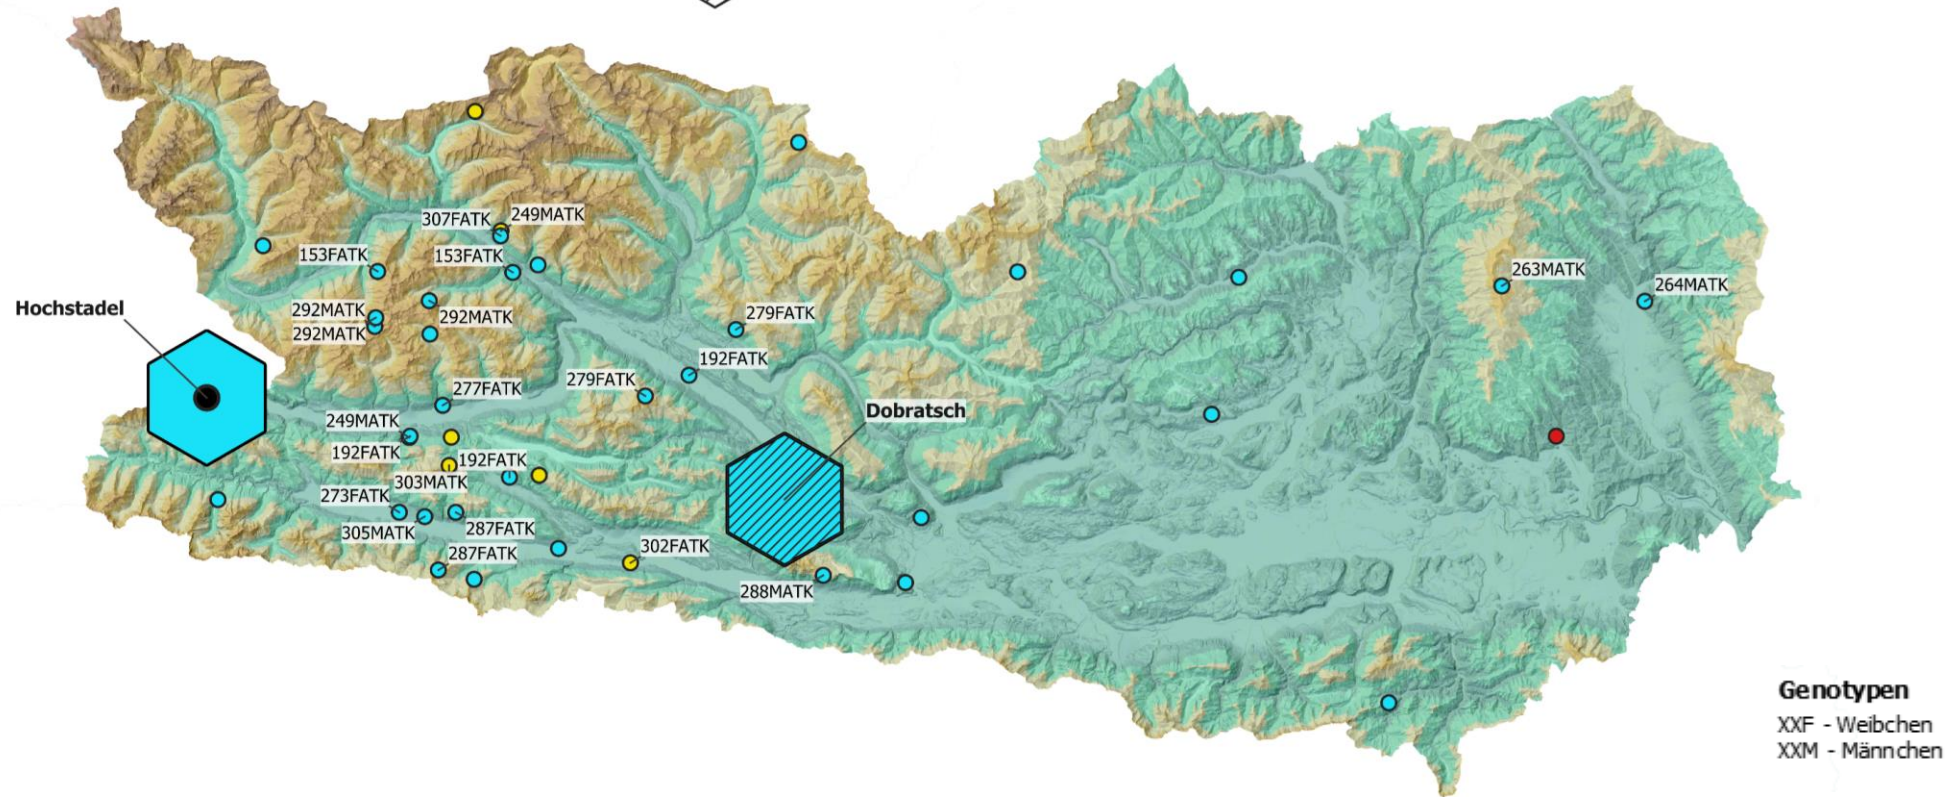 307FATK
249MATK
153FATK
153FATK
263MATK
264MATK
Hochstadel
292MATK
292MATK
292MATK
279FATK
192FATK
279FATK
277FATK
Dobratsch
249MATK
192FATK
192FATK
303MATK
273FATK
305MATK
287FATK
287FATK
302FATK
288MATK
Genotypen
XXF - Weibchen
XXM - Männchen